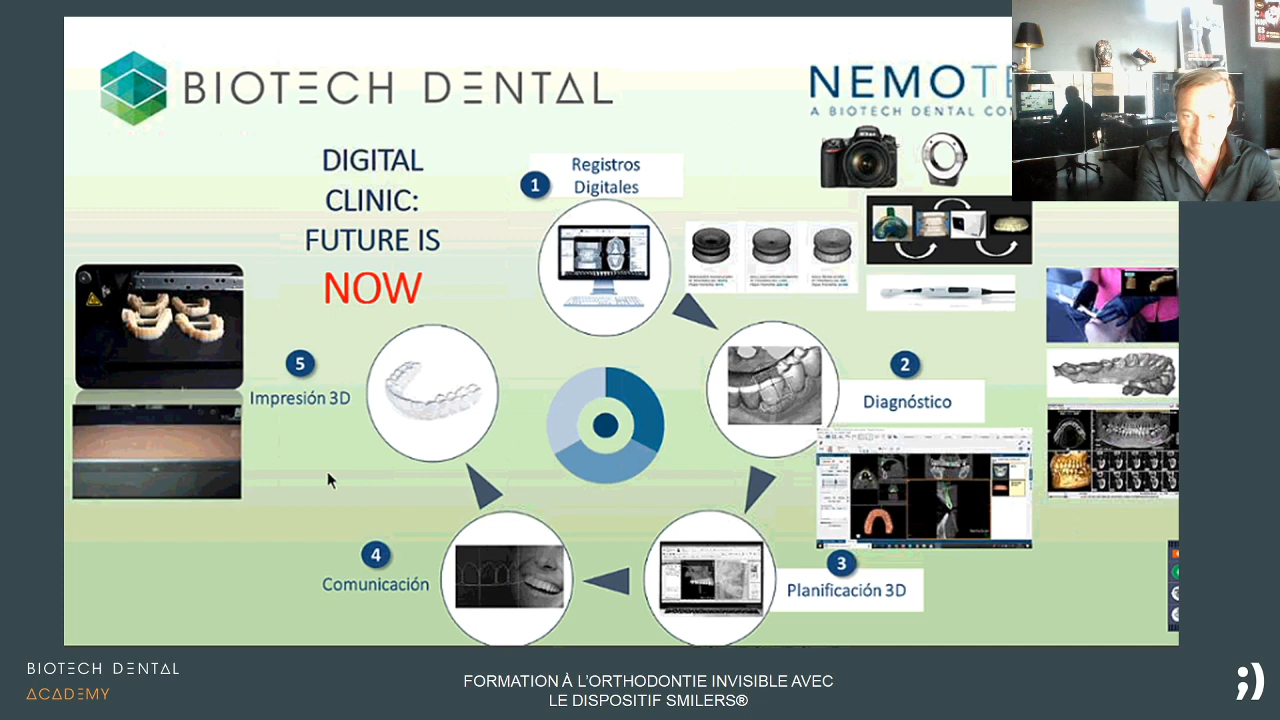 BIOTECH DENTAL
NEMOTE
A BIOTECH DENTAL COM
DIGITAL
CLINIC:
FUTURE IS
NOW
1
Registros
Digitales
2
Diagnóstico
3
Planificación 3D
4
Comunicación
5
Impresión 3D
BIOTECH DENTAL
ACADEMY
FORMATION À L’ORTHODONTIE INVISIBLE AVEC
LE DISPOSITIF SMILERS®
;)